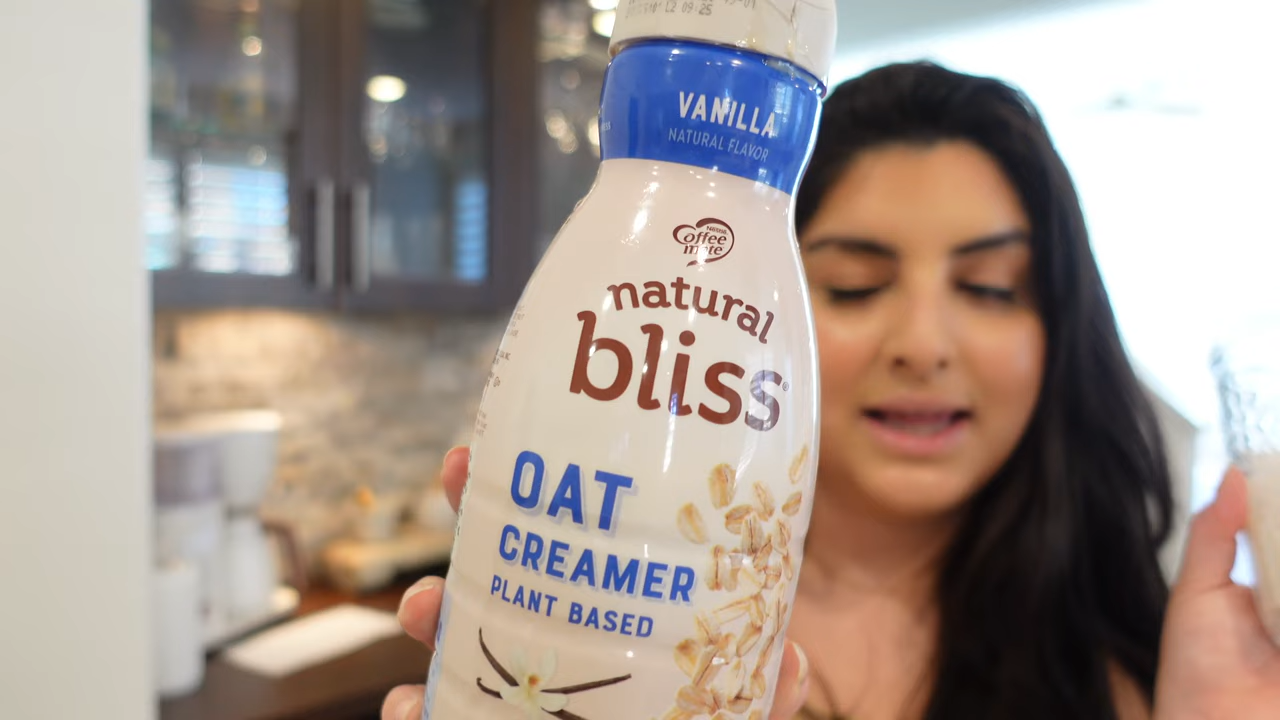 VANILLA
NATURAL FLAVOR
Nestlé
Coffee
mate
natural
bliss®
OAT
CREAMER
PLANT BASED